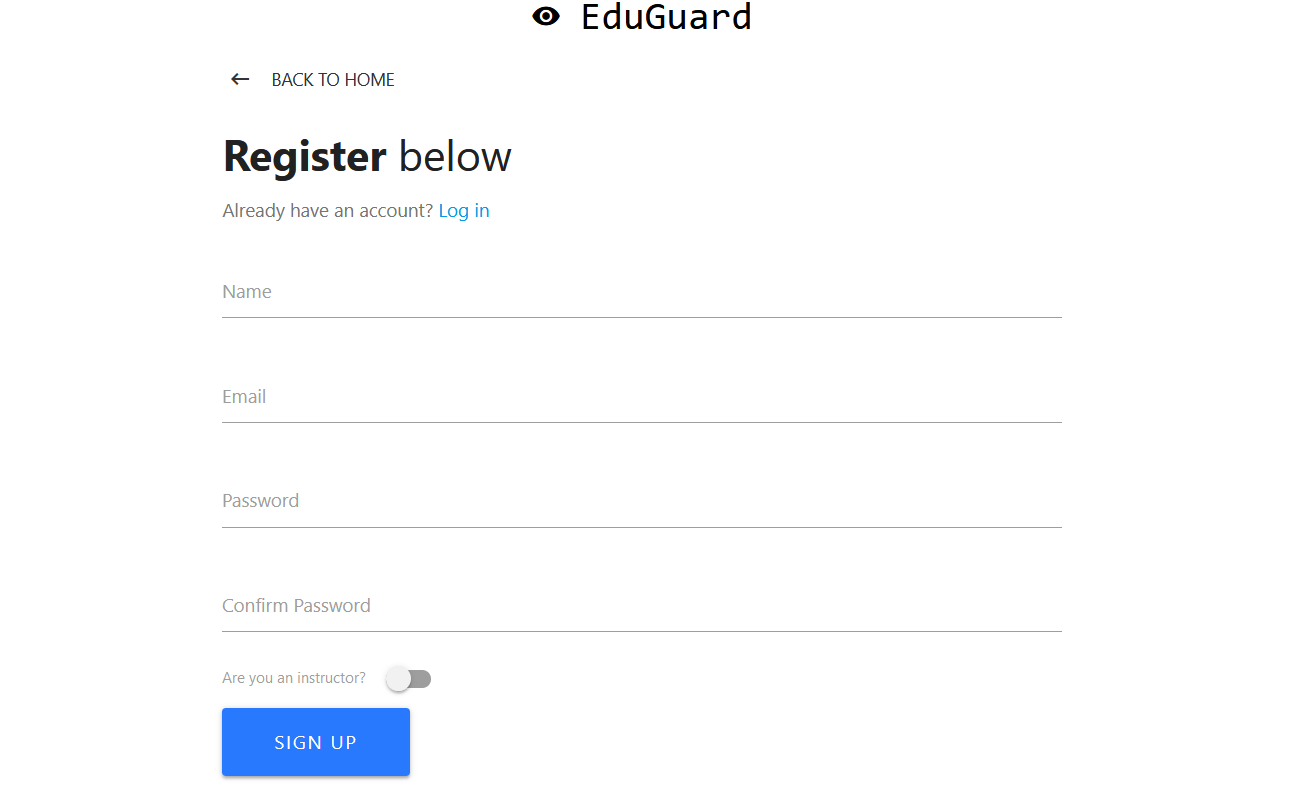 EduGuard
BACK TO HOME
Register below
Already have an account? Log in
Name
Email
Password
Confirm Password
Are you an instructor?
SIGN UP